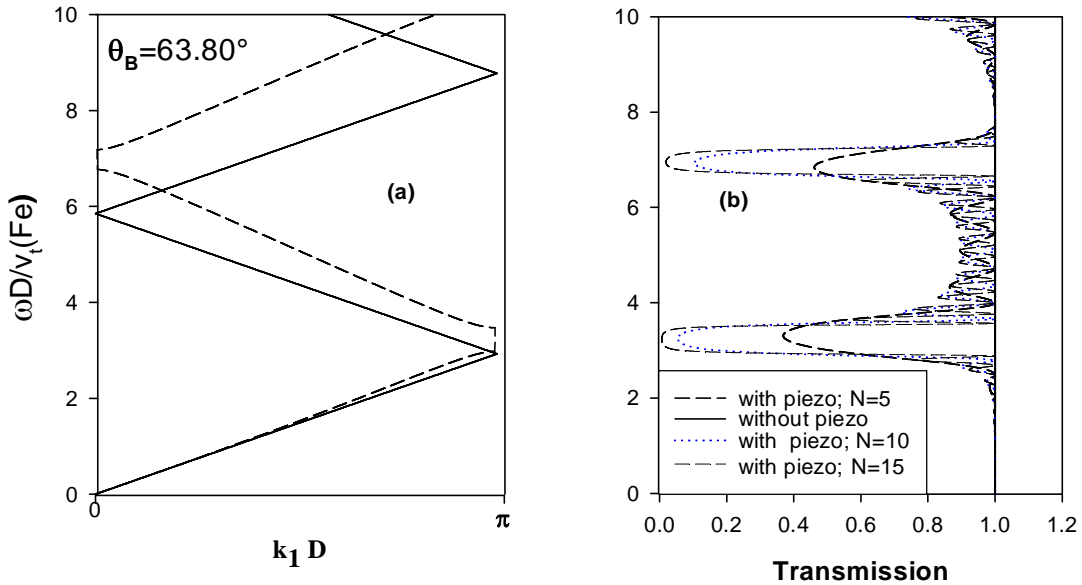 θB=63.80°
(a)
ωD/vt(Fe)
10
8
6
4
2
0
0
π
k1 D
(b)
10
8
6
4
2
0
with piezo; N=5
without piezo
with piezo; N=10
with piezo; N=15
0.0 0.2 0.4 0.6 0.8 1.0 1.2
Transmission